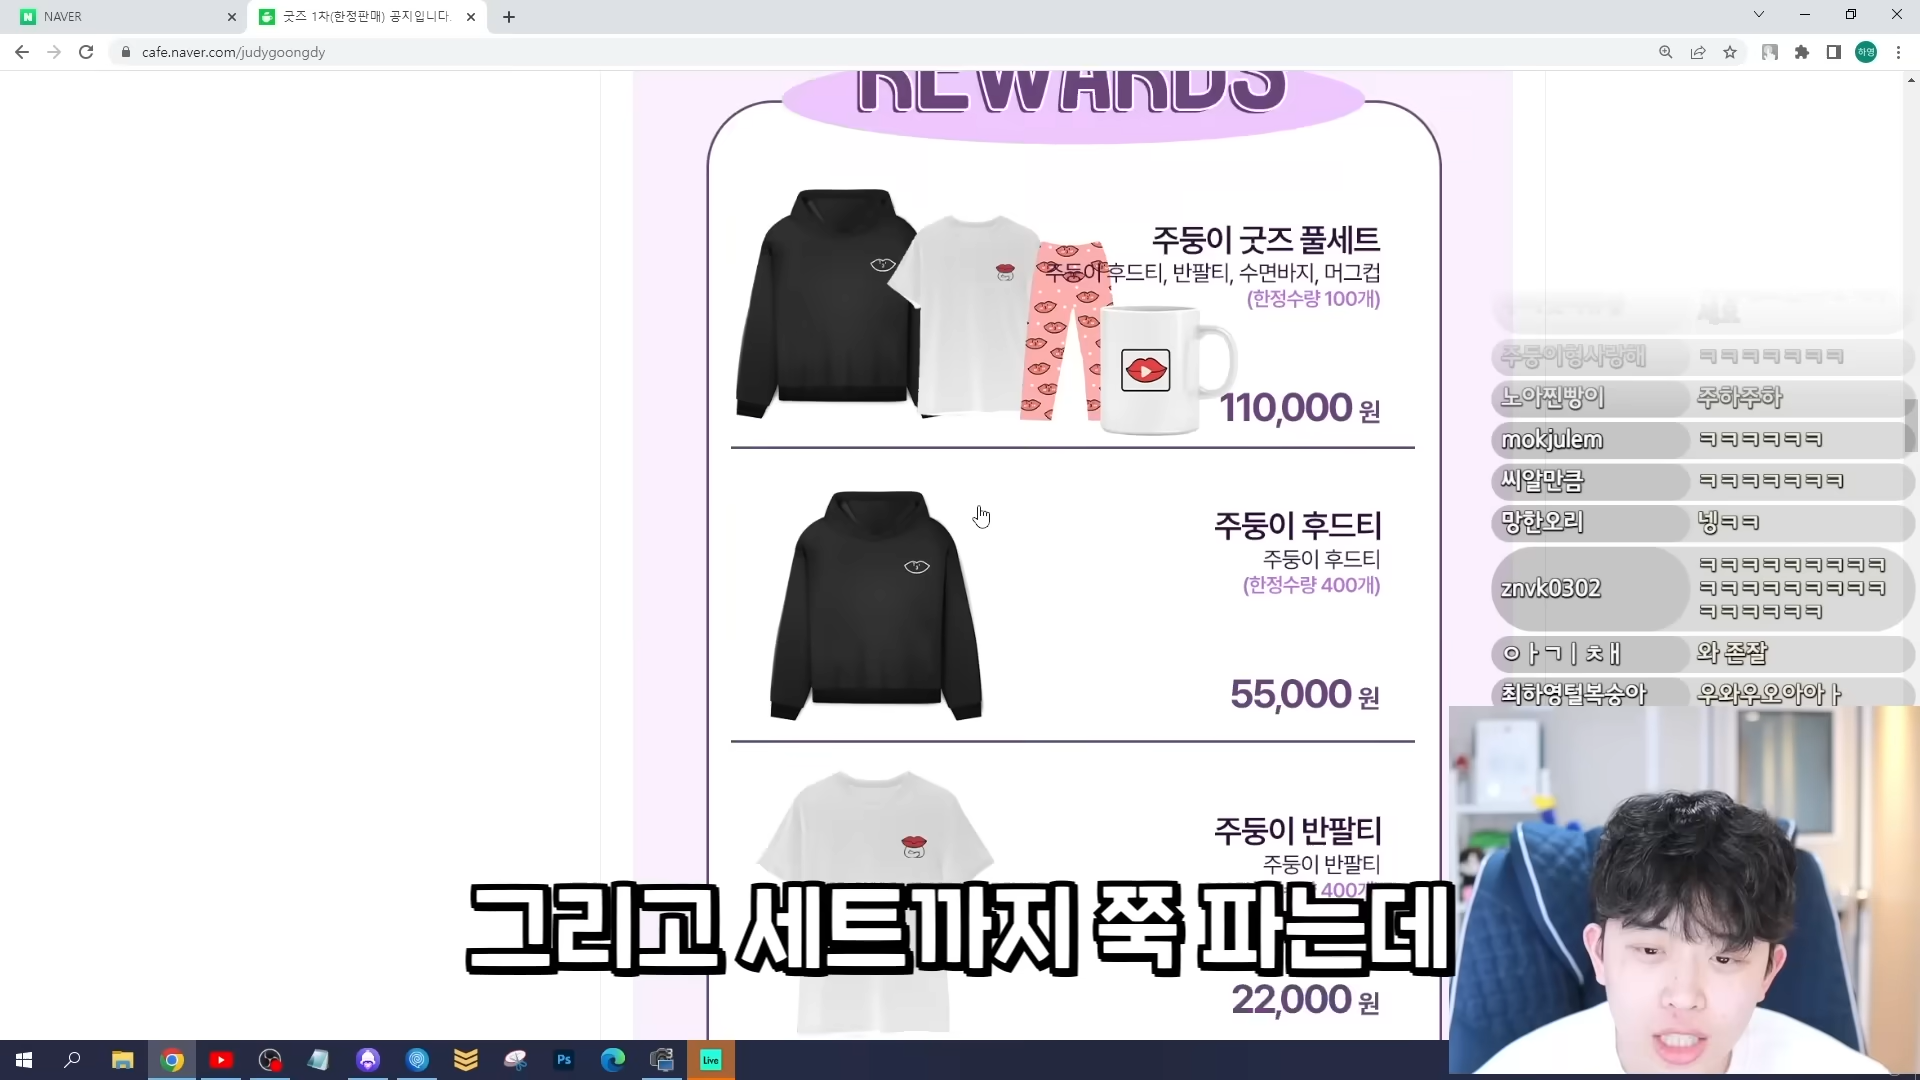 NAVER
굿즈 1차(한정판매) 공지입니다.
cafe.naver.com/judygoongdy
하영
REWARDS
주둥이 굿즈 풀세트
주둥이 후드티, 반팔티, 수면바지, 머그컵
(한정수량 100개)
110,000 원
주둥이 후드티
주둥이 후드티
(한정수량 400개)
55,000 원
주둥이 반팔티
주둥이 반팔티
400개)
22,000 원
주둥이형사랑해 ㅋㅋㅋㅋㅋㅋㅋ
노아찐빵이 주하주하
mokjulem ㅋㅋㅋㅋㅋㅋ
씨알만큼 ㅋㅋㅋㅋㅋㅋㅋ
망한오리 넹ㅋㅋ
znvk0302 ㅋㅋㅋㅋㅋㅋㅋㅋㅋ
ㅋㅋㅋㅋㅋㅋㅋㅋㅋ
ㅋㅋㅋㅋㅋㅋ
ㅇㅏㄱㅣㅊㅐ 와 존잘
최하영털복숭아 우와우오아아ㅏ
그리고 세트까지 쭉 파는데
Ps
Live